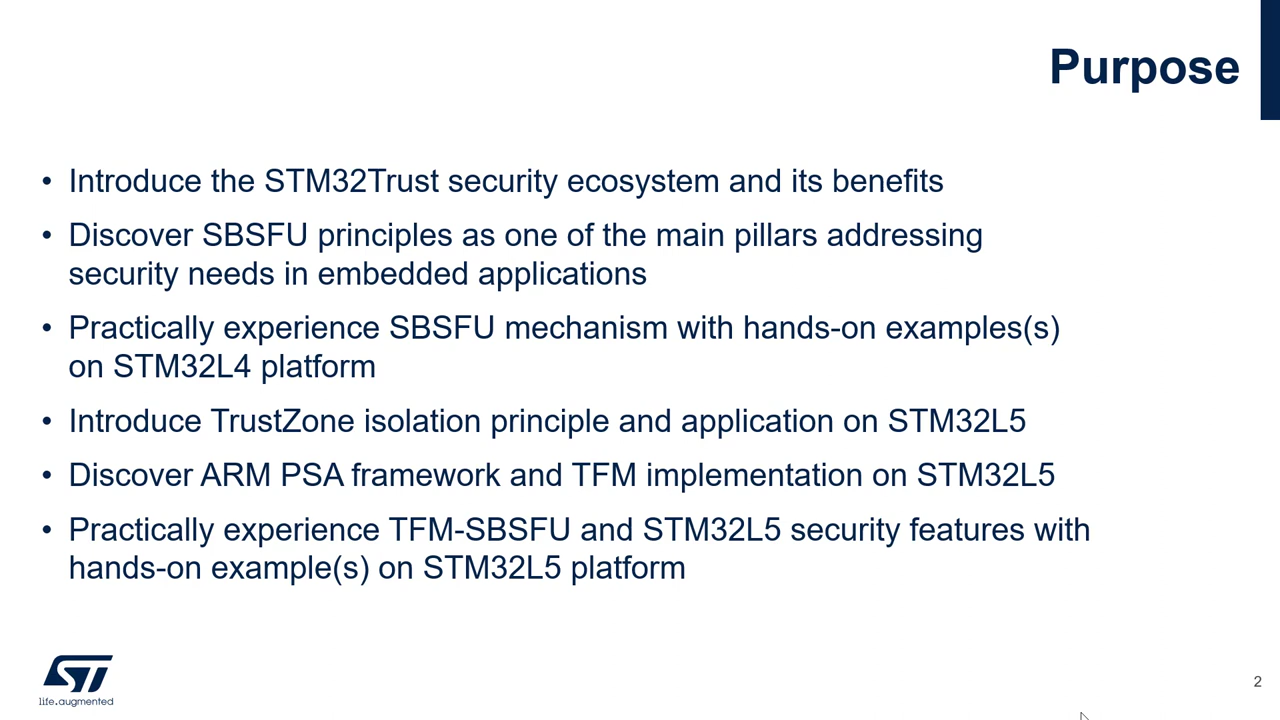 Purpose
• Introduce the STM32Trust security ecosystem and its benefits
• Discover SBSFU principles as one of the main pillars addressing
security needs in embedded applications
• Practically experience SBSFU mechanism with hands-on examples(s)
on STM32L4 platform
• Introduce TrustZone isolation principle and application on STM32L5
• Discover ARM PSA framework and TFM implementation on STM32L5
• Practically experience TFM-SBSFU and STM32L5 security features with
hands-on example(s) on STM32L5 platform
ST
life.augmented
2